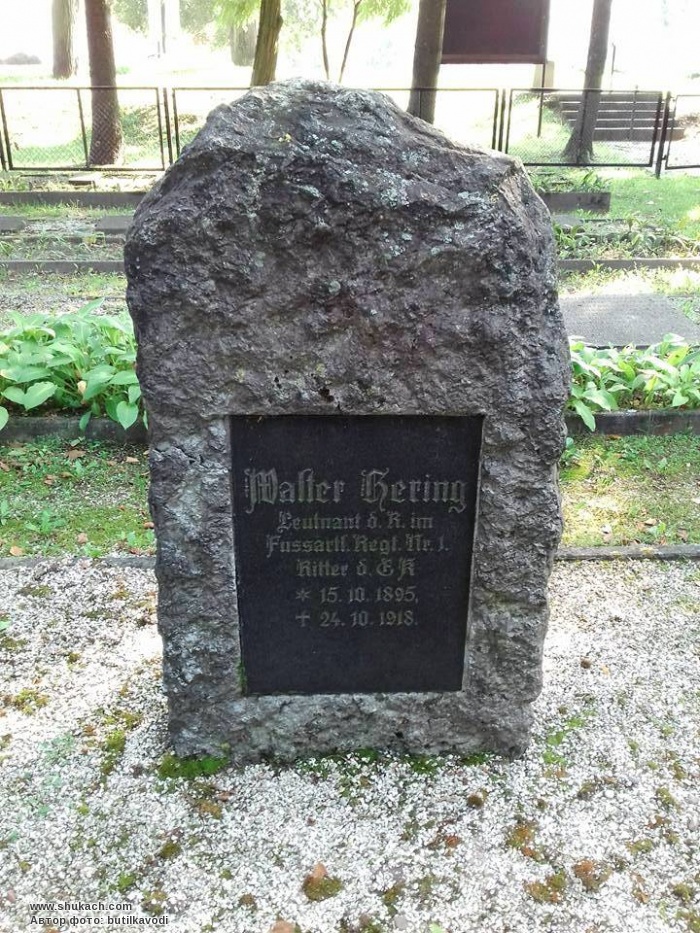 Walter Hering
Leutnant d. R. im
Fussartl. Regt. Nr. 1.
Ritter d. E K
* 15. 10. 1895.
† 24. 10. 1918.
www.shukach.com
Автор фото: butilkavodi